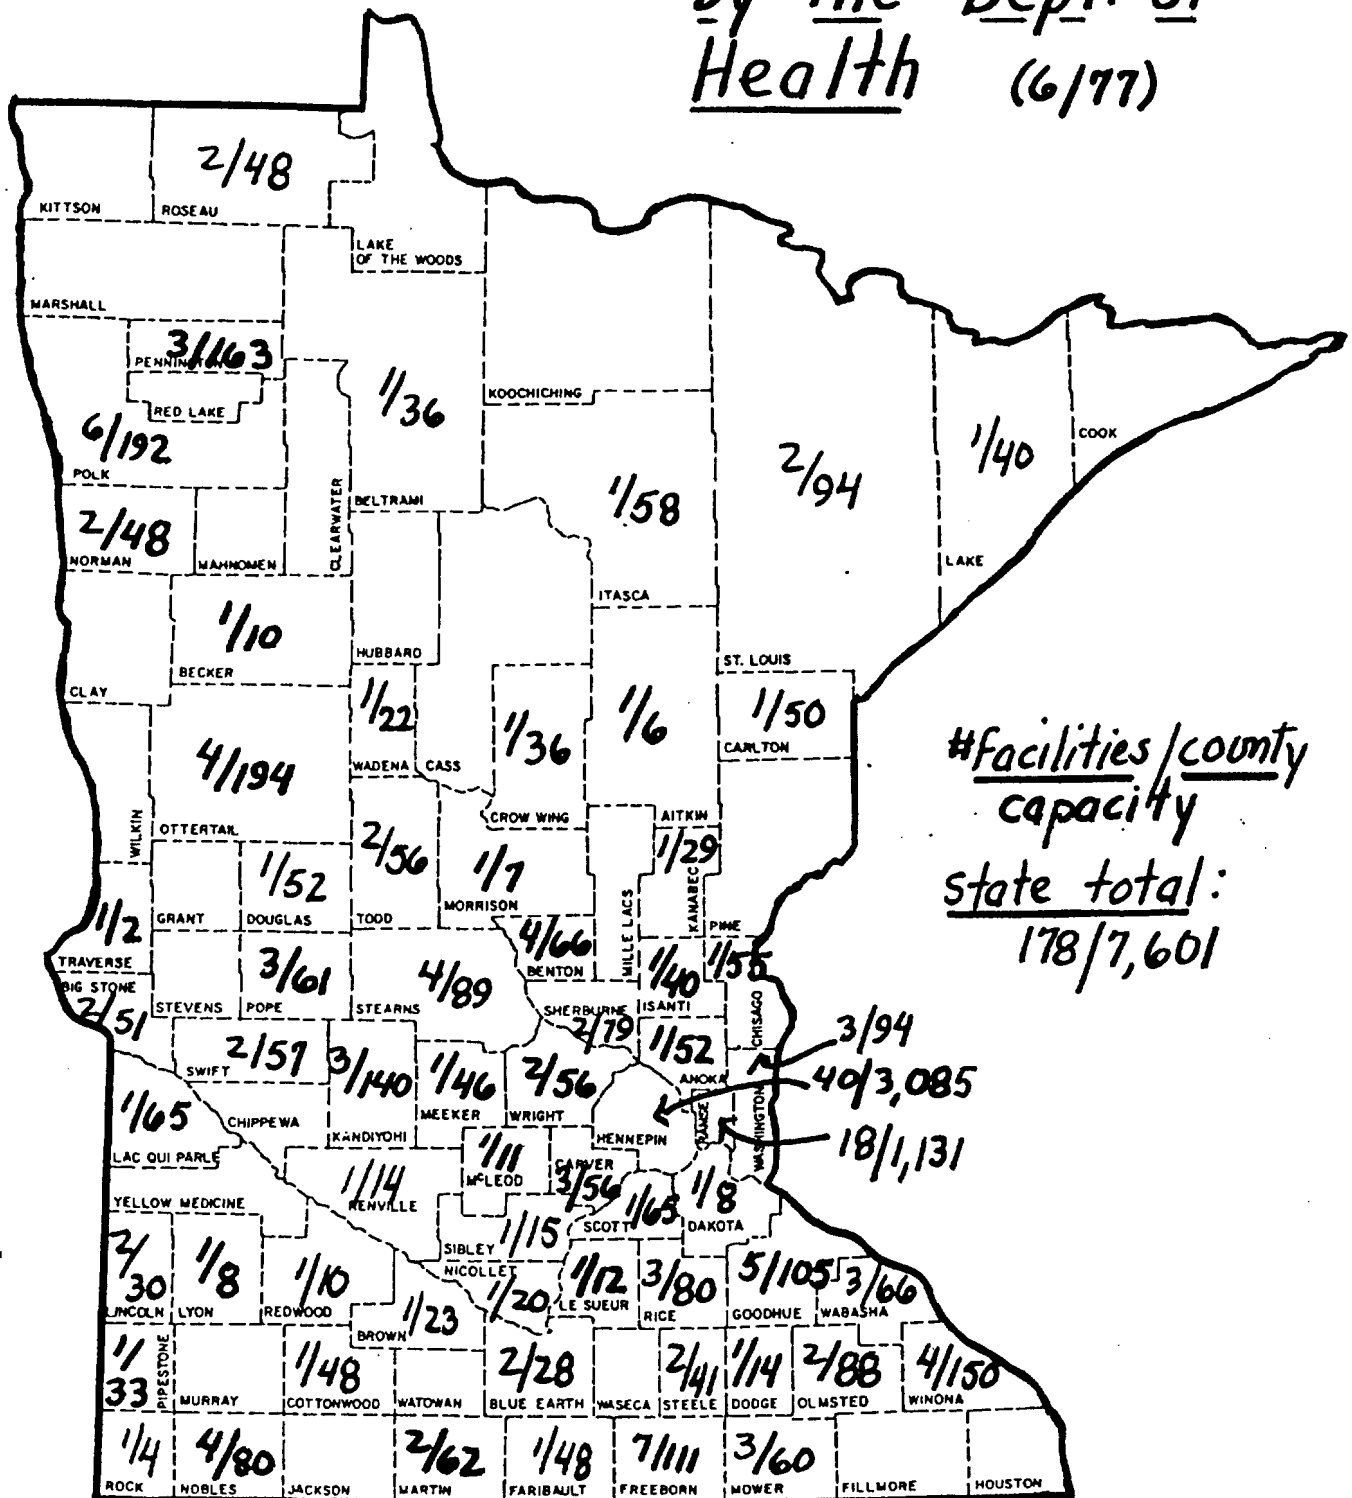 by the Dept. of
Health (6/77)
2/48
KITTSON
ROSEAU
LAKE
OF THE WOODS
MARSHALL
3/163
PENNINGTON
RED LAKE
1/36
KOOCHICHING
6/192
POLK
2/94
1/40
COOK
CLEARWATER
BELTRAMI
1/58
2/48
NORMAN
MAHNOMEN
LAKE
ITASCA
1/10
BECKER
HUBBARD
ST. LOUIS
CLAY
1/22
WADENA
CASS
1/36
CROW WING
1/6
AITKIN
1/50
CARLTON
#facilities/county
capacity
state total:
178/7,601
4/194
OTTERTAIL
WILKIN
2/56
TODD
1/7
MORRISON
1/29
KANABEC
MILLE LACS
PINE
GRANT
1/52
DOUGLAS
1/2
TRAVERSE
4/66
BENTON
1/40
ISANTI
1/55
CHISAGO
BIG STONE
2/51
STEVENS
3/61
POPE
4/89
STEARNS
SHERBURNE
2/79
1/52
ANOKA
3/94
40/3,085
18/1,131
SWIFT
2/57
3/140
KANDIYOHI
1/46
MEEKER
2/56
WRIGHT
HENNEPIN
RAMSE
WASHINGTON
1/65
LAC QUI PARLE
CHIPPEWA
YELLOW MEDICINE
1/14
RENVILLE
1/11
McLEOD
CARVER
3/56
1/65
SCOTT
1/8
DAKOTA
1/15
SIBLEY
NICOLLET
1/20
2/30
LINCOLN
1/8
LYON
1/10
REDWOOD
1/23
BROWN
1/12
LE SUEUR
3/80
RICE
5/105
GOODHUE
3/66
WABASHA
1/33
PIPESTONE
MURRAY
1/48
COTTONWOOD
WATOWAN
2/28
BLUE EARTH
WASECA
2/41
STEELE
1/14
DODGE
2/88
OLMSTED
4/150
WINONA
1/4
ROCK
4/80
NOBLES
JACKSON
2/62
MARTIN
1/48
FARIBAULT
7/111
FREEBORN
3/60
MOWER
FILLMORE
HOUSTON